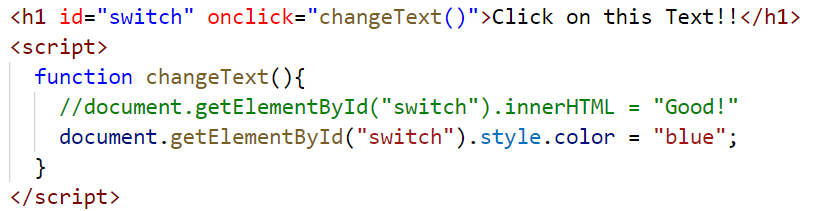 <h1 id="switch" onclick="changeText()">Click on this Text!!</h1>
<script>
function changeText(){
//document.getElementById("switch").innerHTML = "Good!"
document.getElementById("switch").style.color = "blue";
}
</script>